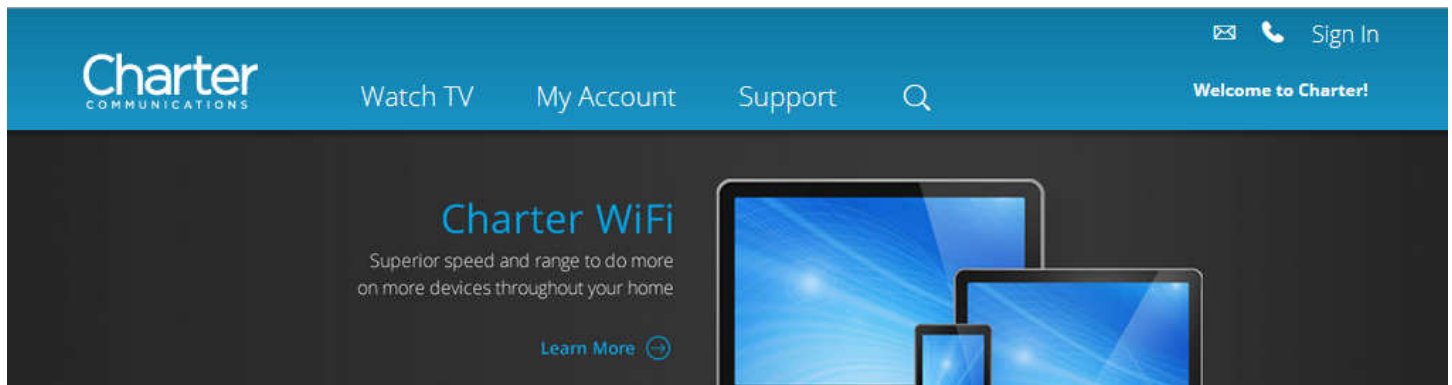 Sign In
Charter
COMMUNICATIONS
Watch TV My Account Support
Welcome to Charter!
Charter WiFi
Superior speed and range to do more
on more devices throughout your home
Learn More